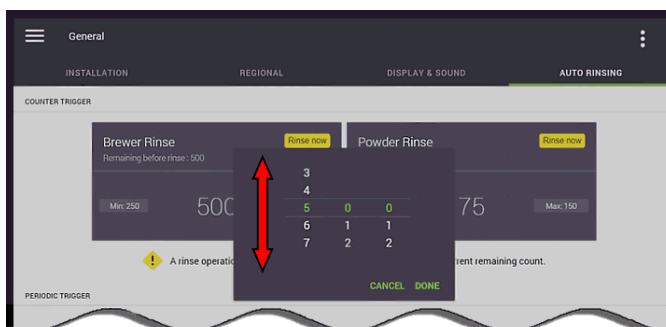 General
INSTALLATION REGIONAL DISPLAY & SOUND AUTO RINSING
COUNTER TRIGGER
Brewer Rinse Rinse now Powder Rinse Rinse now
Remaining before rinse : 500
3
4
Min: 250 500 5 0 0 75 Max: 150
6 1 1
7 2 2
A rinse operatio rent remaining count.
CANCEL DONE
PERIODIC TRIGGER